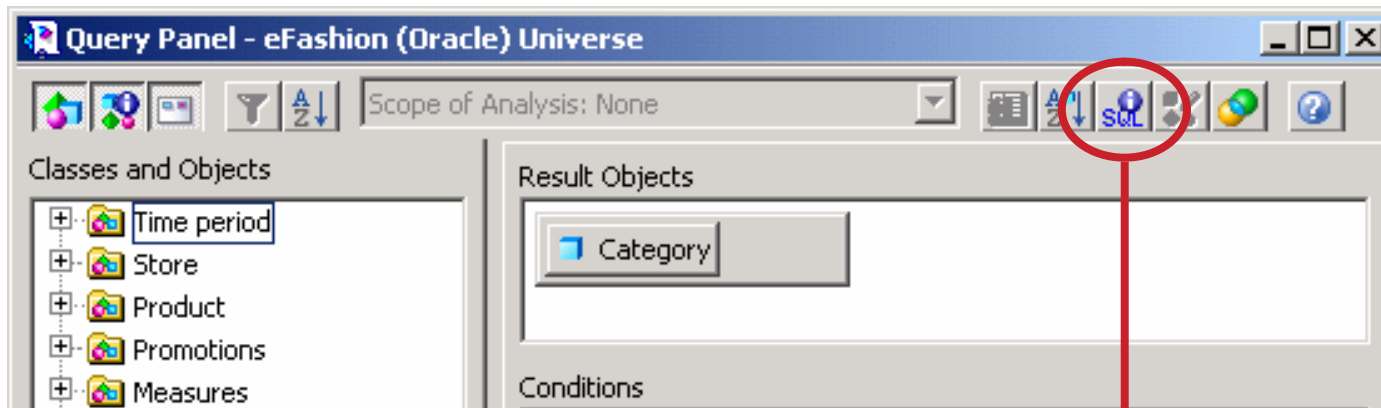 Query Panel - eFashion (Oracle) Universe
A Z Scope of Analysis: None A Z SQL ?
Classes and Objects
Time period
Store
Product
Promotions
Measures
Result Objects
Category
Conditions